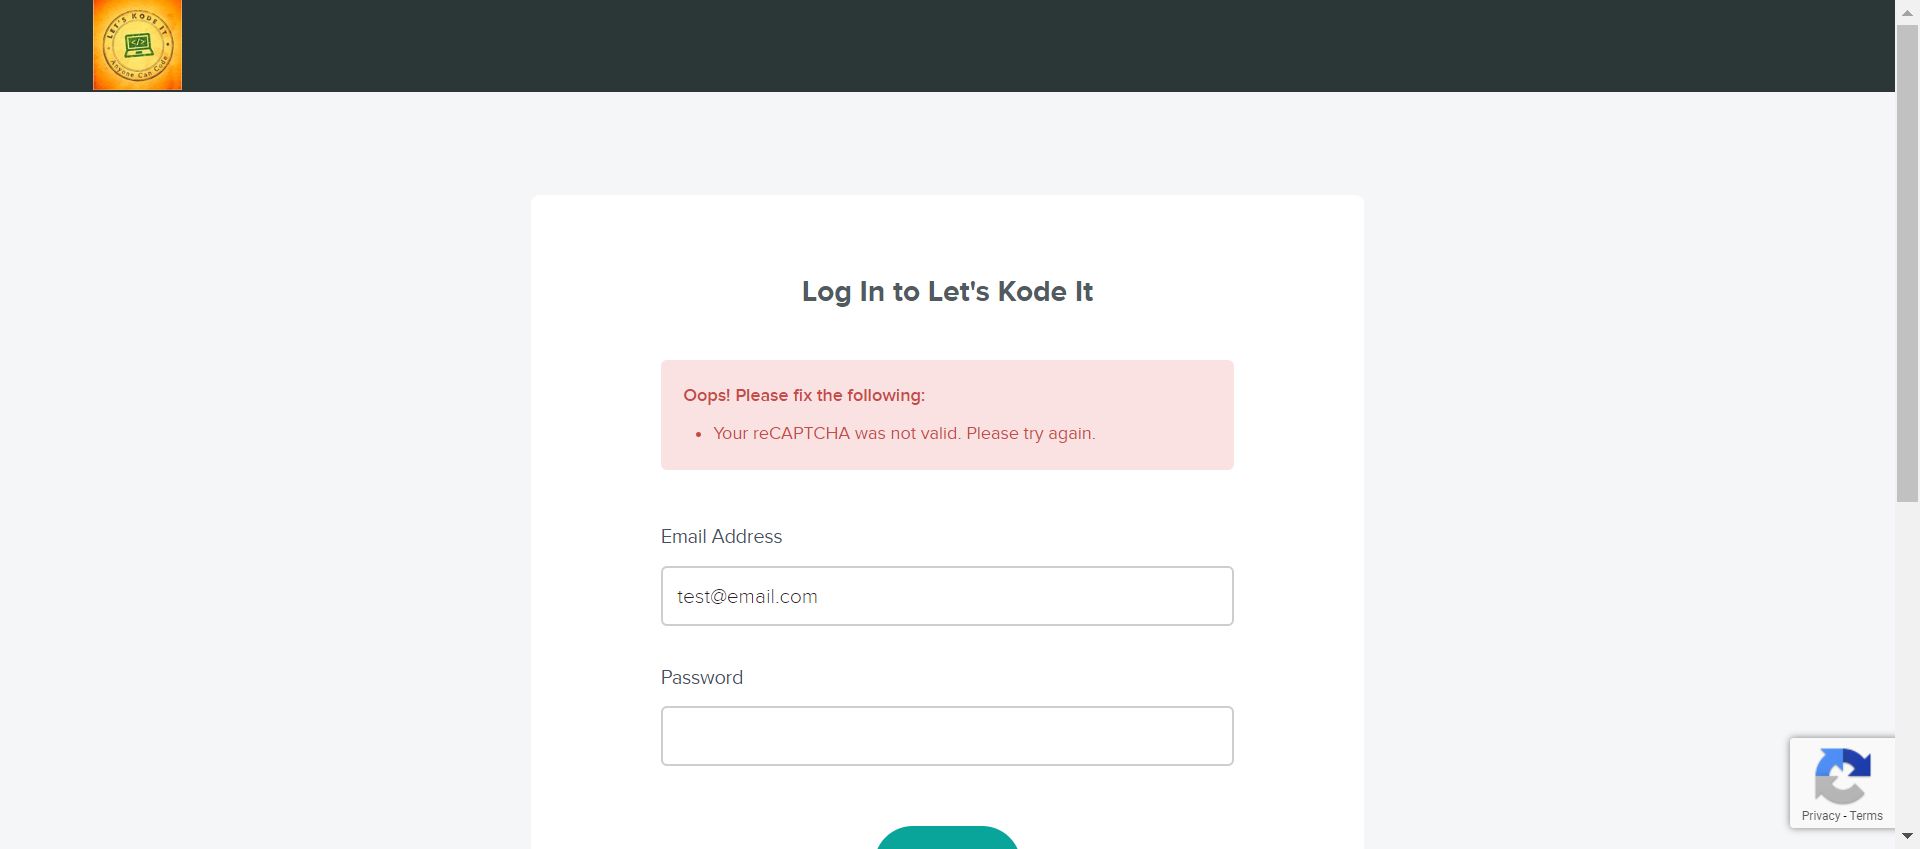 LET'S KODE IT
Anyone Can Code
Log In to Let's Kode It
Oops! Please fix the following:
Your reCAPTCHA was not valid. Please try again.
Email Address
test@email.com
Password
Privacy - Terms